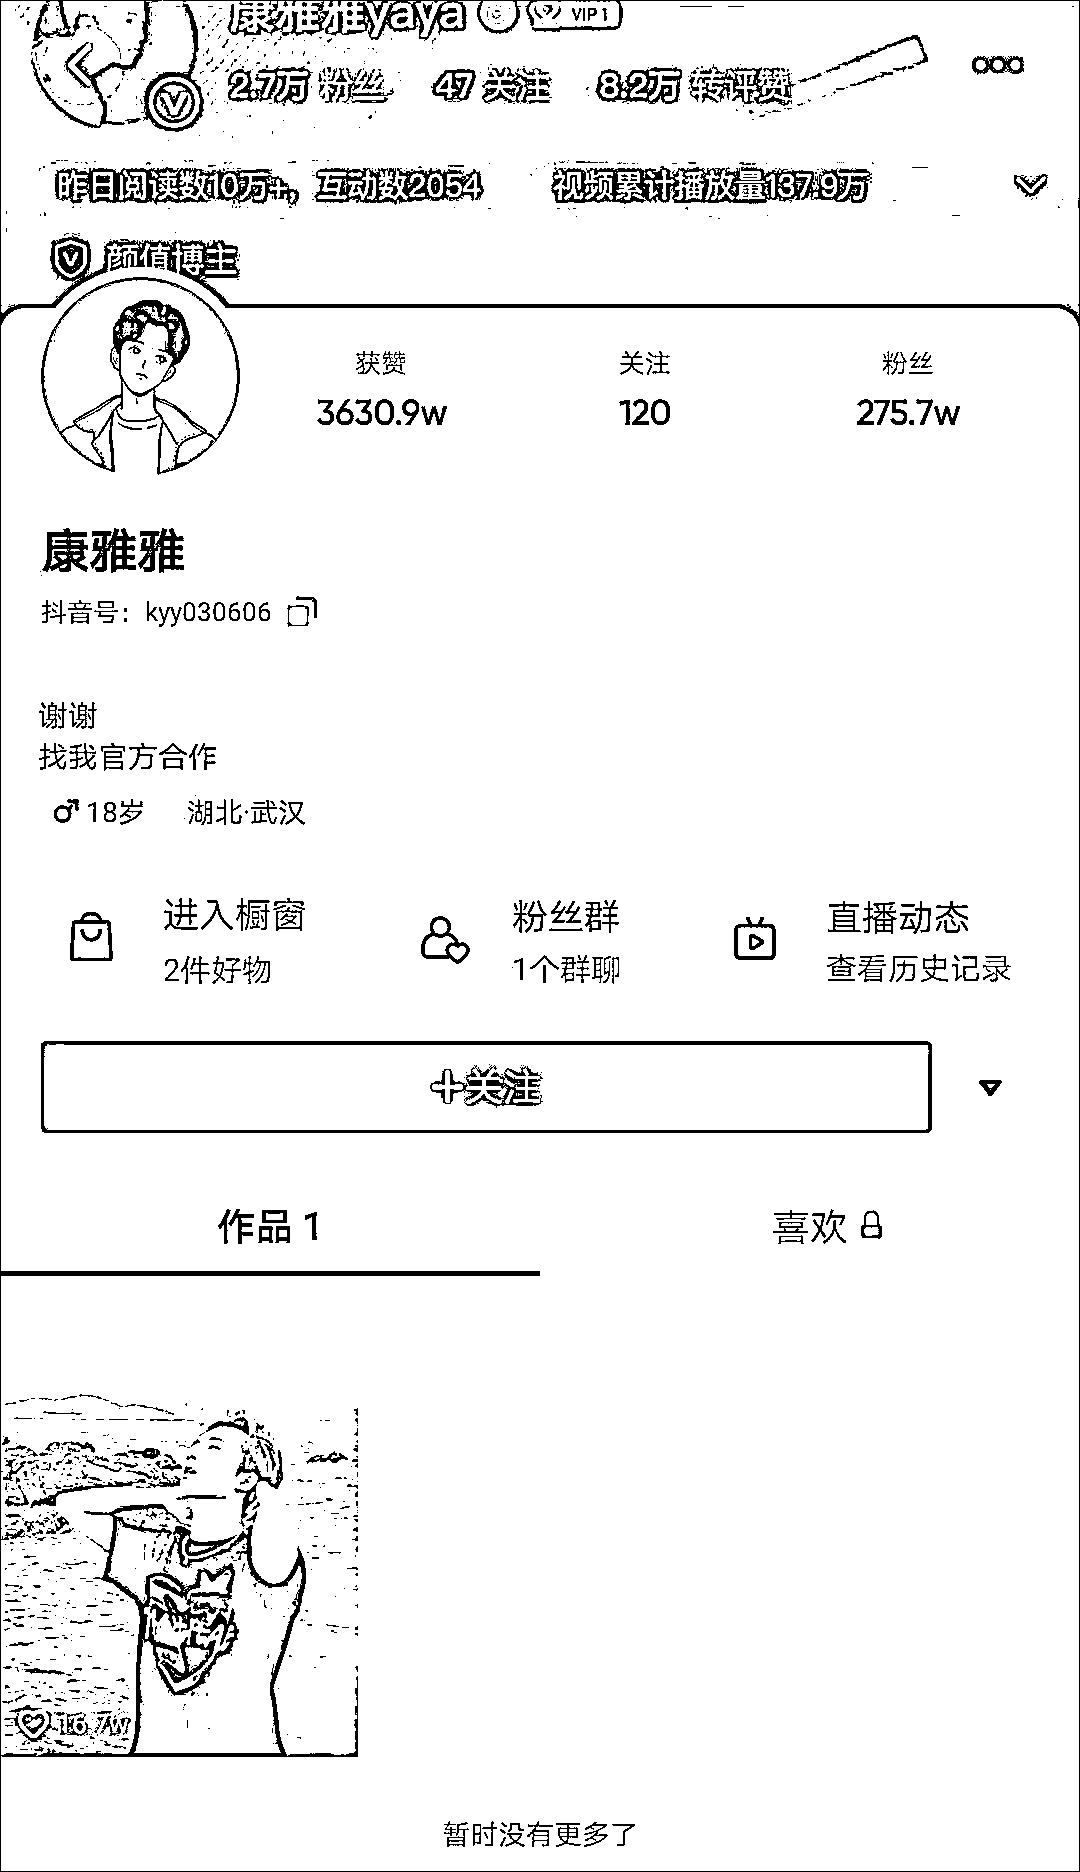 康雅雅yaya VIP 1
2.7万 粉丝 47 关注 8.2万 转评赞
昨日阅读数10万+，互动数2054 视频累计播放量137.9万
颜值博主
获赞 关注 粉丝
3630.9w 120 275.7w
康雅雅
抖音号：kyy030606
谢谢
找我官方合作
18岁 湖北·武汉
进入橱窗 粉丝群 直播动态
2件好物 1个群聊 查看历史记录
+关注
作品 1 喜欢
16.7w
暂时没有更多了